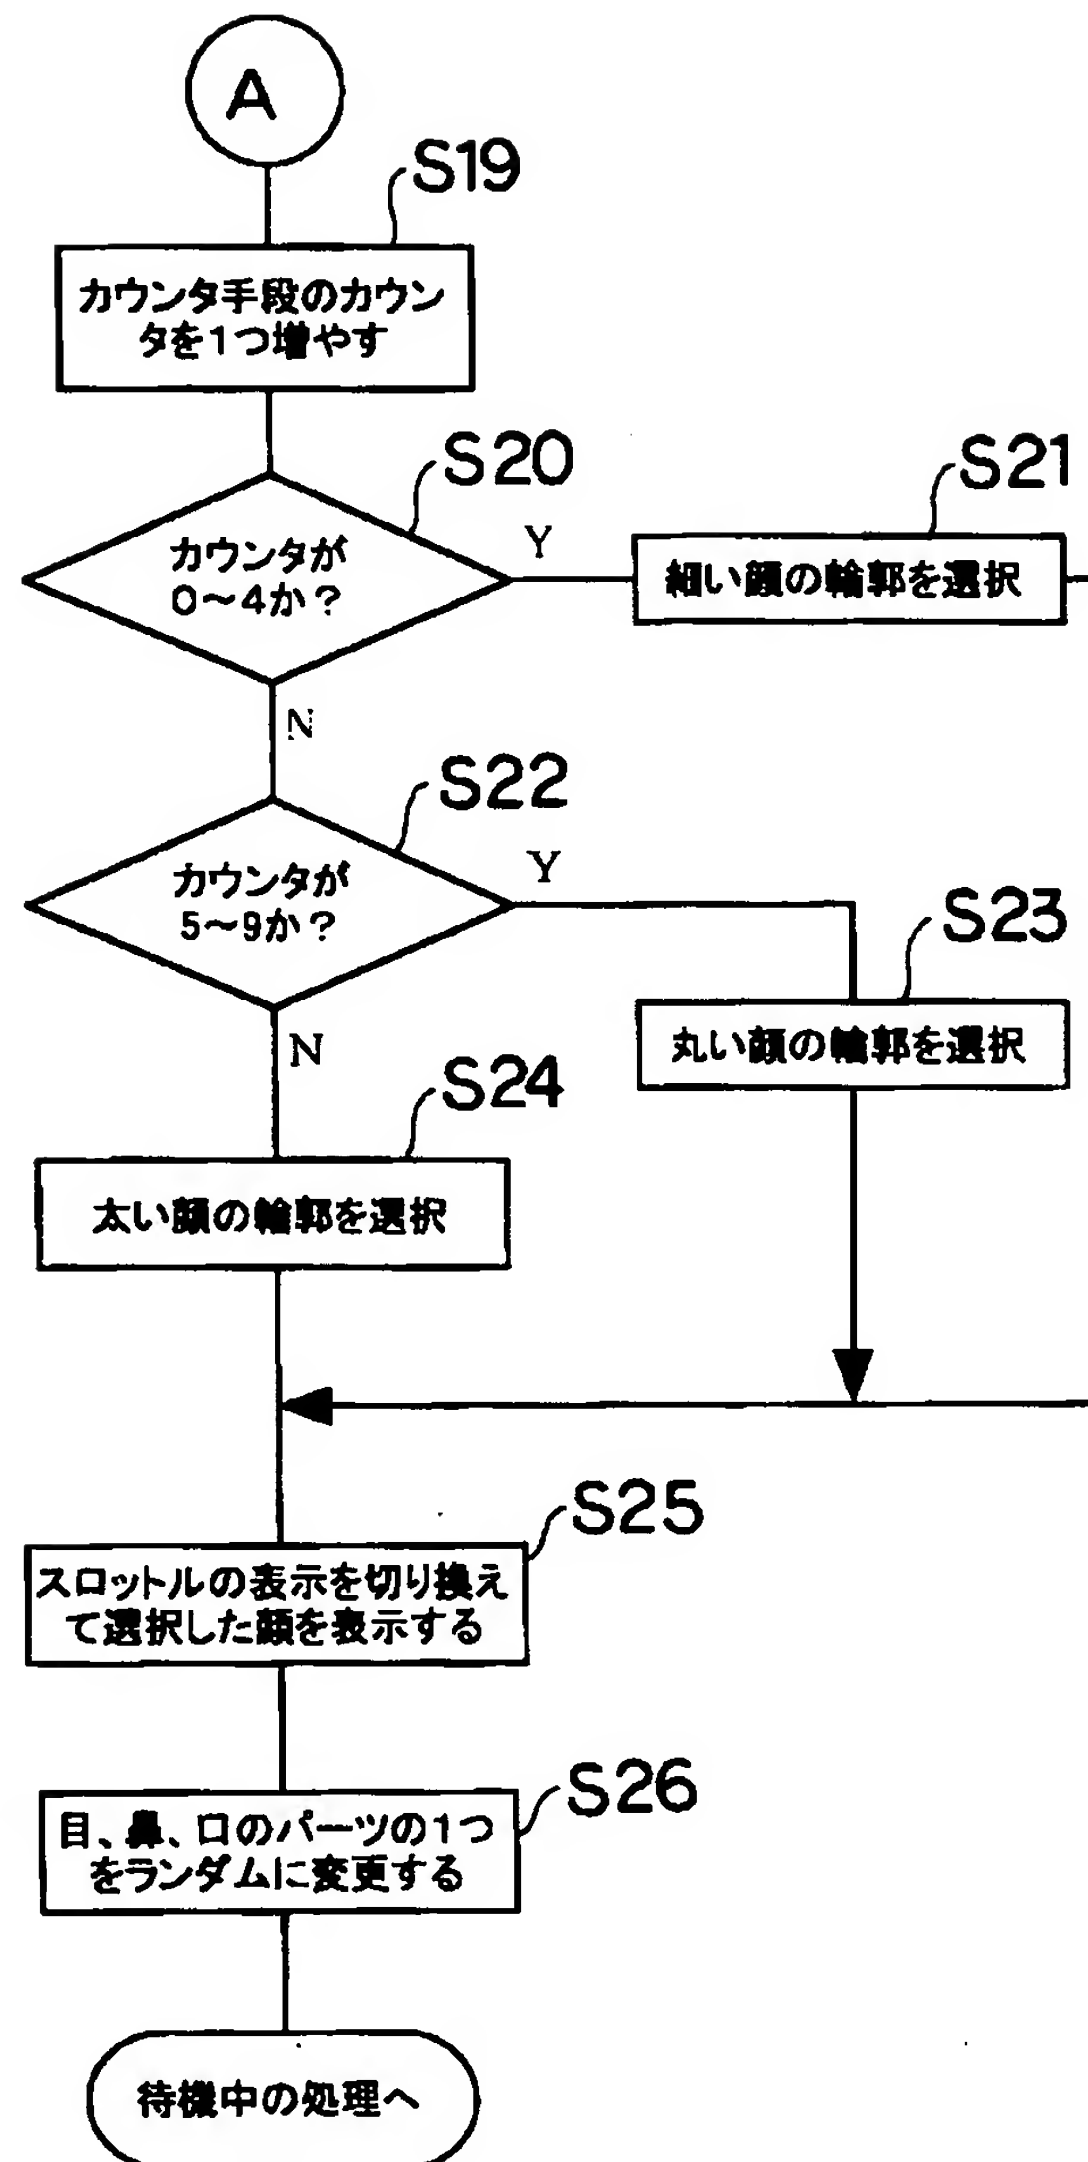 A
S19
カウンタ手段のカウン
タを1つ増やす
S20
カウンタが
0〜4か？
Y
S21
細い顔の輪郭を選択
N
S22
カウンタが
5〜9か？
Y
S23
丸い顔の輪郭を選択
N
S24
太い顔の輪郭を選択
S25
スロットルの表示を切り換え
て選択した顔を表示する
S26
目、鼻、口のパーツの1つ
をランダムに変更する
待機中の処理へ